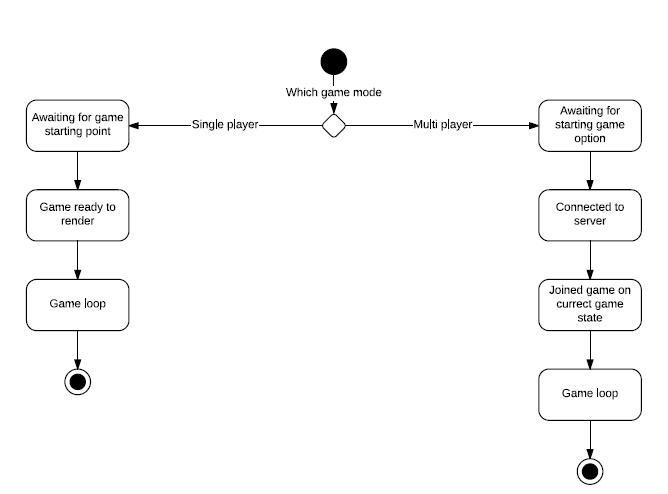 Which game mode
Single player
Multi player
Awaiting for game
starting point
Game ready to
render
Game loop
Awaiting for
starting game
option
Connected to
server
Joined game on
currect game
state
Game loop